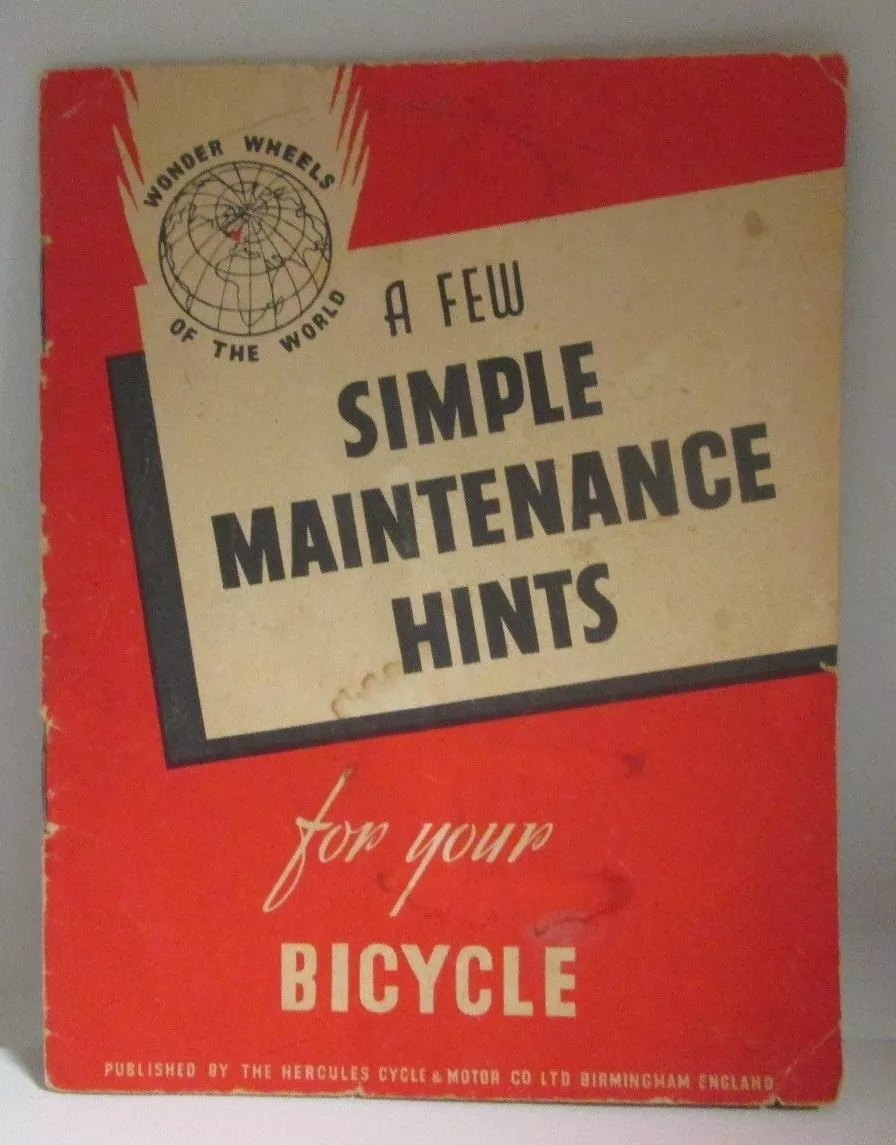 WONDER WHEELS
OF THE WORLD
A FEW
SIMPLE
MAINTENANCE
HINTS
for your
BICYCLE
PUBLISHED BY THE HERCULES CYCLE & MOTOR CO LTD BIRMINGHAM ENGLAND